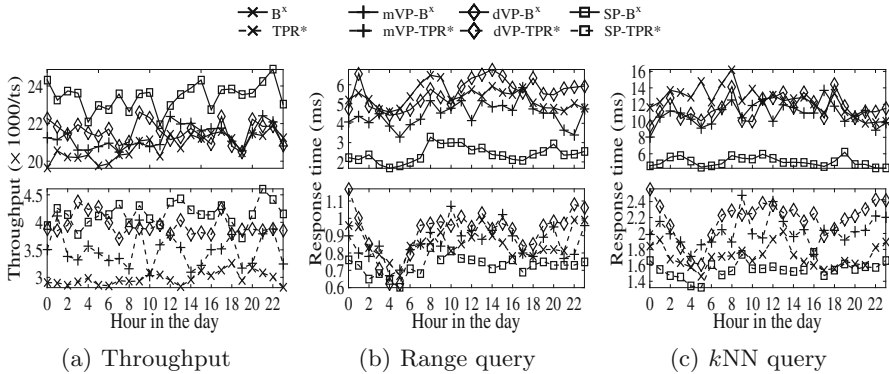 Bx mVP-Bx dVP-Bx SP-Bx
TPR* mVP-TPR* dVP-TPR* SP-TPR*
Throughput (× 1000/ts)
24
22
20
4.5
4
3.5
3
0 2 4 6 8 10 12 14 16 18 20 22
Hour in the day
(a) Throughput
Response time (ms)
6
5
4
3
2
1.1
1
0.9
0.8
0.7
0.6
0 2 4 6 8 10 12 14 16 18 20 22
Hour in the day
(b) Range query
Response time (ms)
16
14
12
10
8
6
2.4
2.2
2
1.8
1.6
1.4
0 2 4 6 8 10 12 14 16 18 20 22
Hour in the day
(c) kNN query